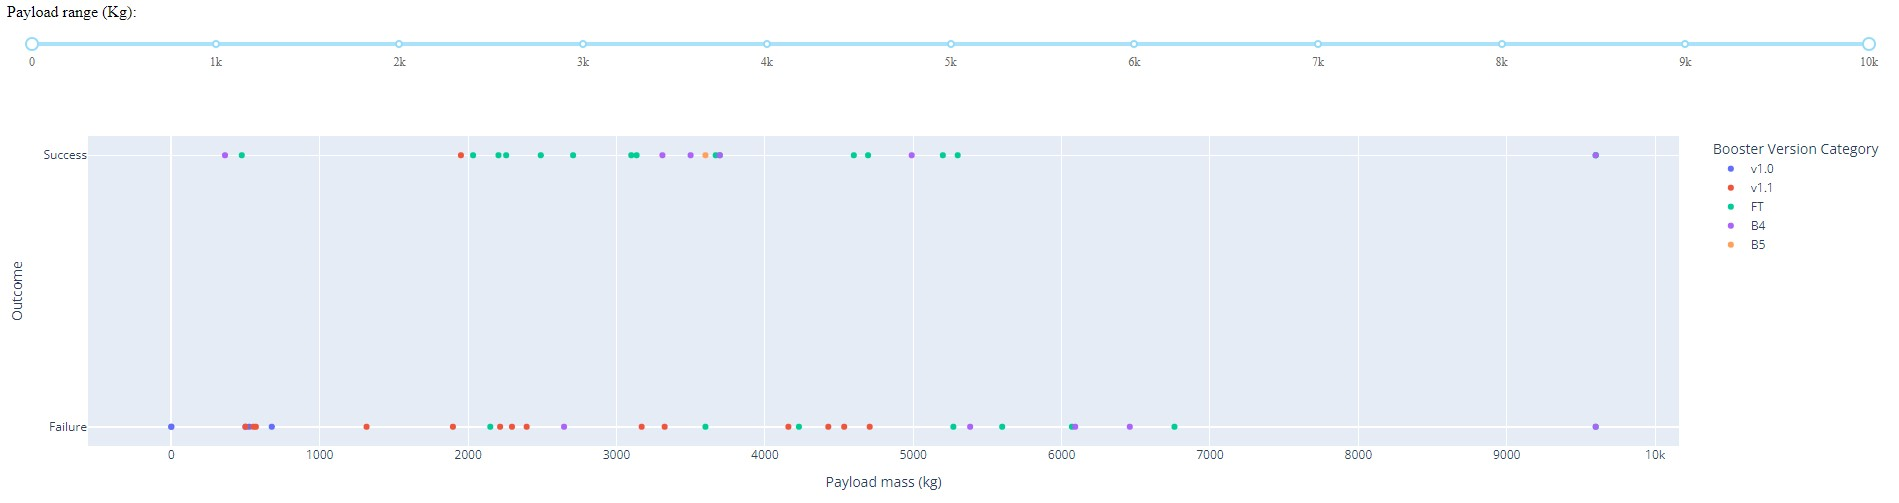 Payload range (Kg):
0 1k 2k 3k 4k 5k 6k 7k 8k 9k 10k
Success
Failure
Outcome
0 1000 2000 3000 4000 5000 6000 7000 8000 9000 10k
Payload mass (kg)
Booster Version Category
v1.0
v1.1
FT
B4
B5